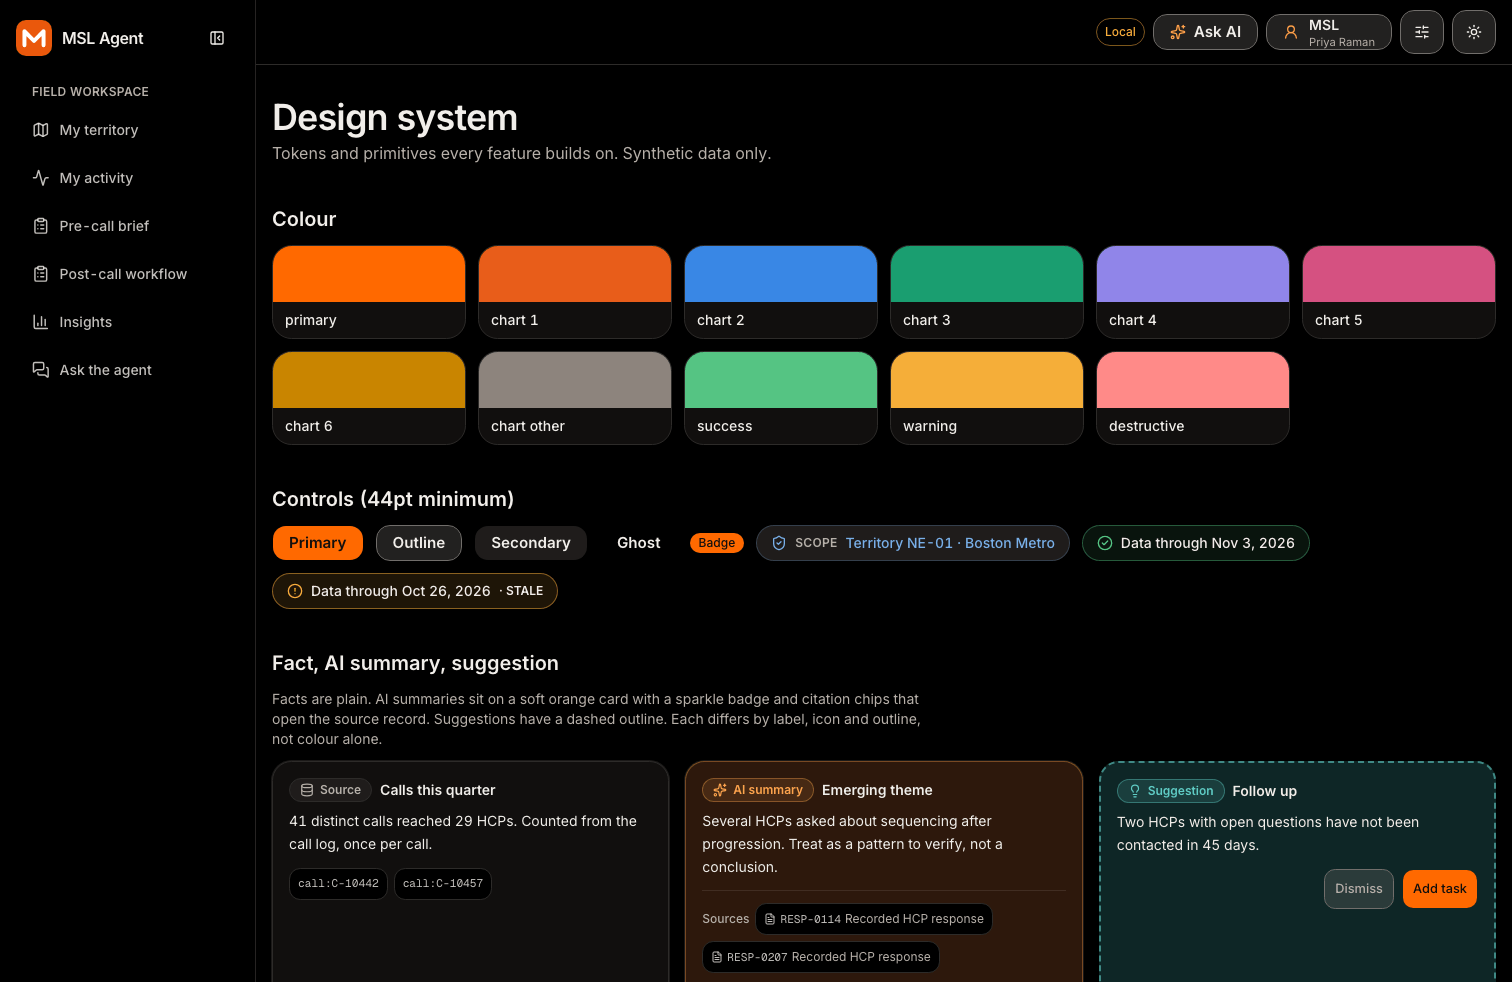 MSL Agent
FIELD WORKSPACE
My territory
My activity
Pre-call brief
Post-call workflow
Insights
Ask the agent
Local
Ask AI
MSL
Priya Raman
Design system
Tokens and primitives every feature builds on. Synthetic data only.
Colour
primary
chart 1
chart 2
chart 3
chart 4
chart 5
chart 6
chart other
success
warning
destructive
Controls (44pt minimum)
Primary
Outline
Secondary
Ghost
Badge
SCOPE Territory NE-01 · Boston Metro
Data through Nov 3, 2026
Data through Oct 26, 2026 · STALE
Fact, AI summary, suggestion
Facts are plain. AI summaries sit on a soft orange card with a sparkle badge and citation chips that
open the source record. Suggestions have a dashed outline. Each differs by label, icon and outline,
not colour alone.
Source Calls this quarter
41 distinct calls reached 29 HCPs. Counted from the
call log, once per call.
call:C-10442
call:C-10457
AI summary Emerging theme
Several HCPs asked about sequencing after
progression. Treat as a pattern to verify, not a
conclusion.
Sources RESP-0114 Recorded HCP response
RESP-0207 Recorded HCP response
Suggestion Follow up
Two HCPs with open questions have not been
contacted in 45 days.
Dismiss
Add task